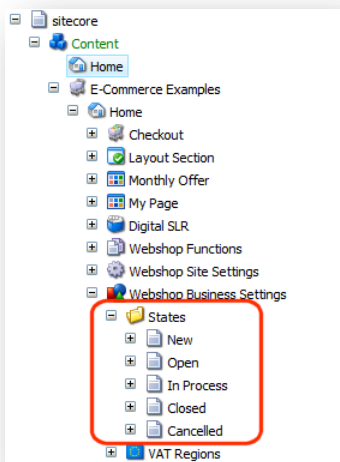 sitecore
Content
Home
E-Commerce Examples
Home
Checkout
Layout Section
Monthly Offer
My Page
Digital SLR
Webshop Functions
Webshop Site Settings
Webshop Business Settings
States
New
Open
In Process
Closed
Cancelled
VAT Regions